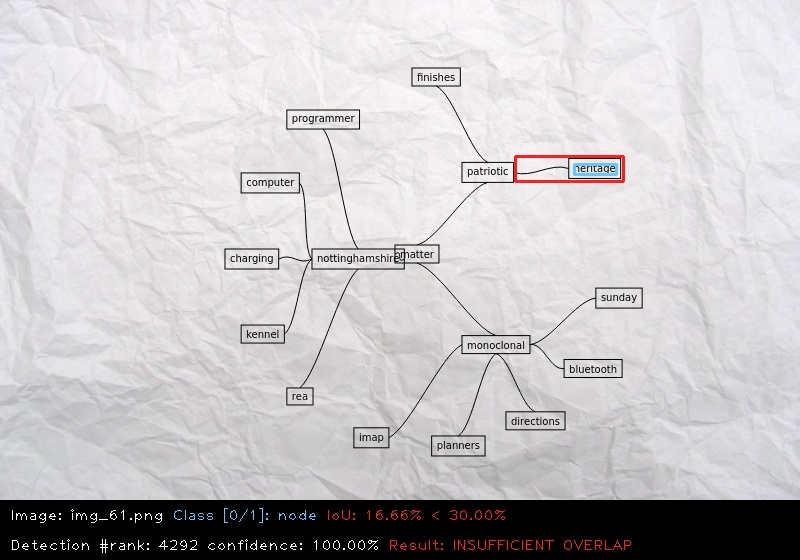 finishes
programmer
patriotic
heritage
computer
matter
nottinghamshire
charging
sunday
kennel
monoclonal
bluetooth
rea
directions
imap
planners
Image: img_61.png Class [0/1]: node IoU: 16.66% < 30.00%
Detection #rank: 4292 confidence: 100.00% Result: INSUFFICIENT OVERLAP